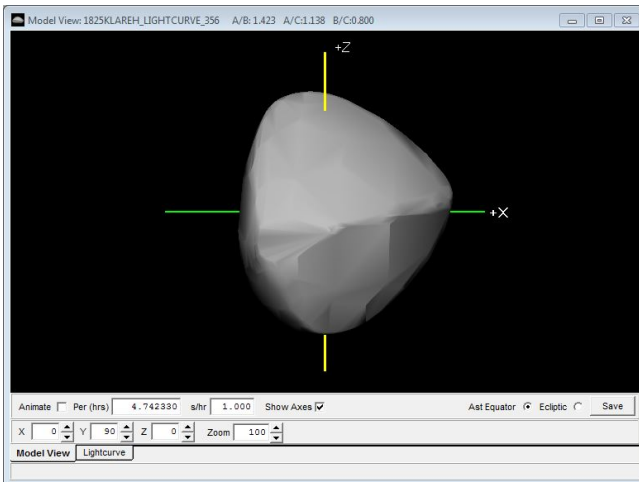 Model View: 1825KLAREH_LIGHTCURVE_356 A/B: 1.423 A/C:1.138 B/C:0.800
+Z
+X
Animate Per (hrs) 4.742330 s/hr 1.000 Show Axes Ast Equator Ecliptic Save
X 0 Y 90 Z 0 Zoom 100
Model View Lightcurve